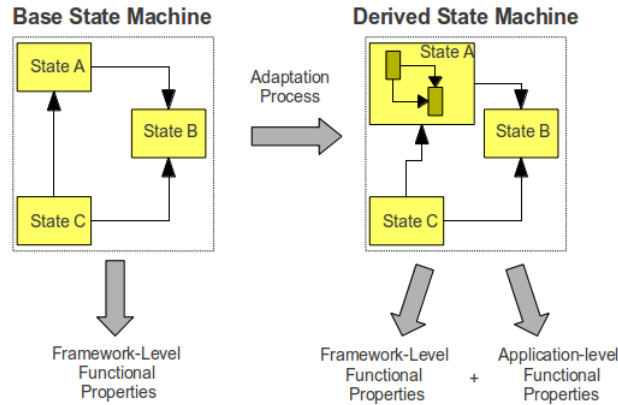 Base State Machine
State A
State B
State C
Framework-Level
Functional
Properties
Adaptation
Process
Derived State Machine
State A
State B
State C
Framework-Level
Functional
Properties
+
Application-level
Functional
Properties